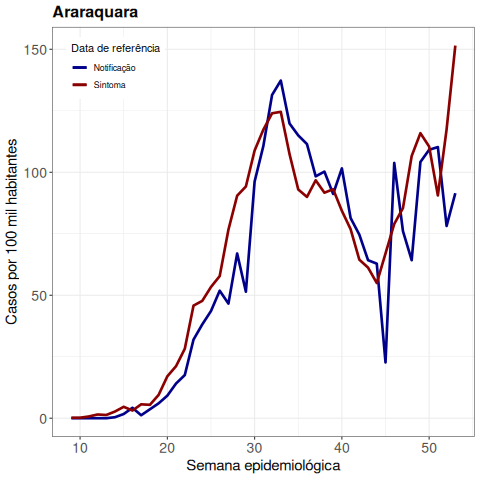 Araraquara
Data de referência
Notificação
Sintoma
Casos por 100 mil habitantes
150
100
50
0
10 20 30 40 50
Semana epidemiológica